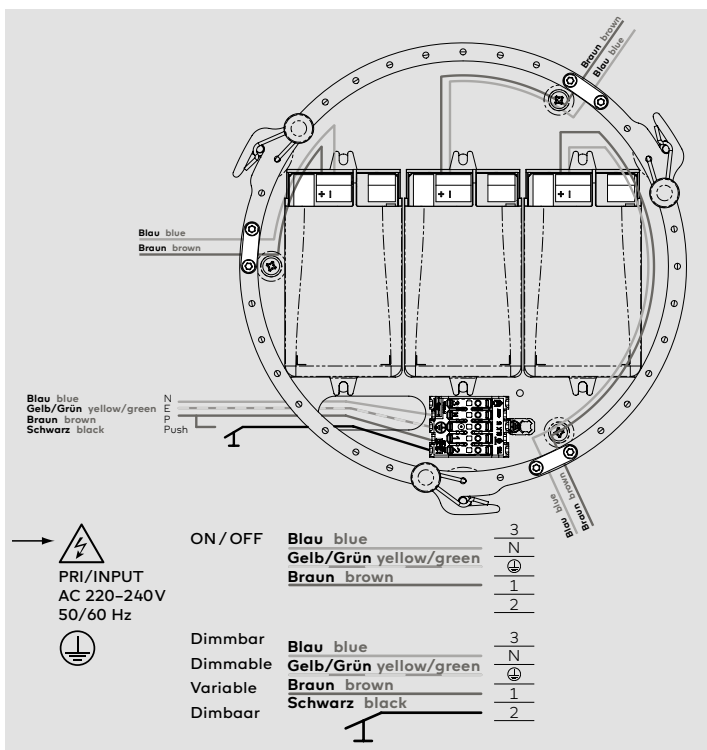 Braun brown
Blau blue
+ I
+ I
+ I
Blau blue
Braun brown
Blau blue N
Gelb/Grün yellow/green E
Braun brown P
Schwarz black Push
Blau blue
Braun brown
PRI/INPUT
AC 220–240 V
50/60 Hz
ON / OFF
3
Blau blue N
Gelb/Grün yellow/green
Braun brown 1
2
Dimmbar
Dimmable
Variable
Dimbaar
3
Blau blue N
Gelb/Grün yellow/green
Braun brown 1
Schwarz black 2